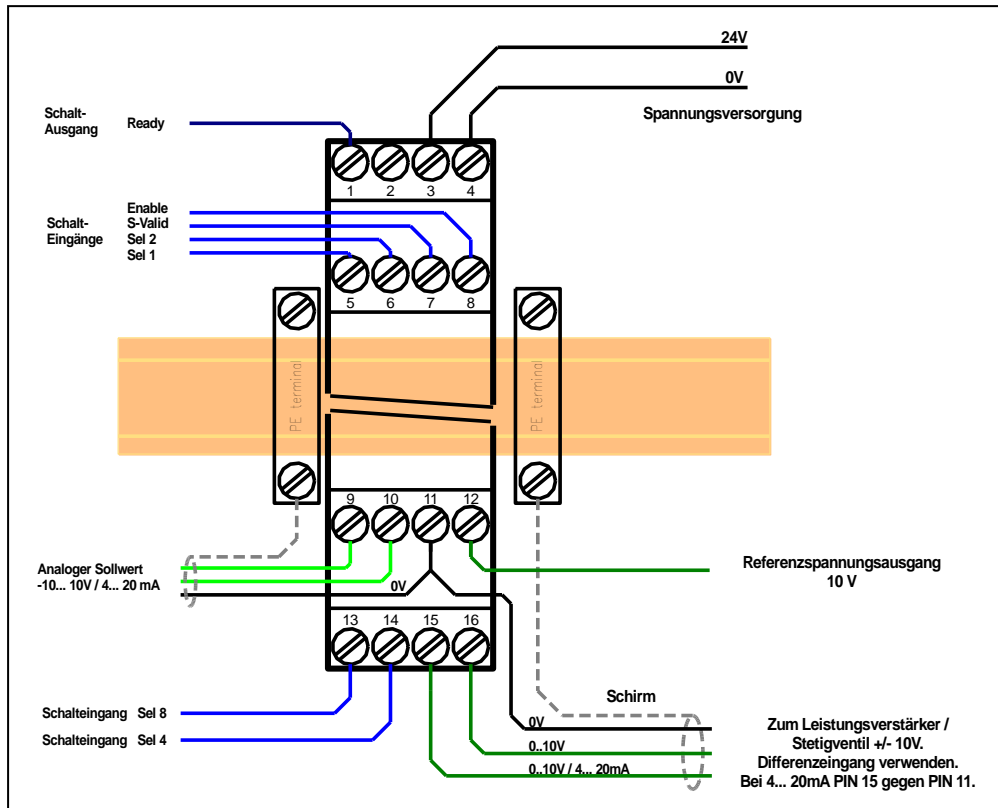 24V
0V
Spannungsversorgung
Schalt-
Ausgang
Ready
1 2 3 4
Schalt-
Eingänge
Enable
S-Valid
Sel 2
Sel 1
5 6 7 8
PE terminal
PE terminal
9 10 11 12
Analoger Sollwert
-10... 10V / 4... 20 mA
0V
Referenzspannungsausgang
10 V
13 14 15 16
Schirm
Schalteingang Sel 8
Schalteingang Sel 4
0V
0..10V
0..10V / 4... 20mA
Zum Leistungsverstärker /
Stetigventil +/- 10V.
Differenzeingang verwenden.
Bei 4... 20mA PIN 15 gegen PIN 11.